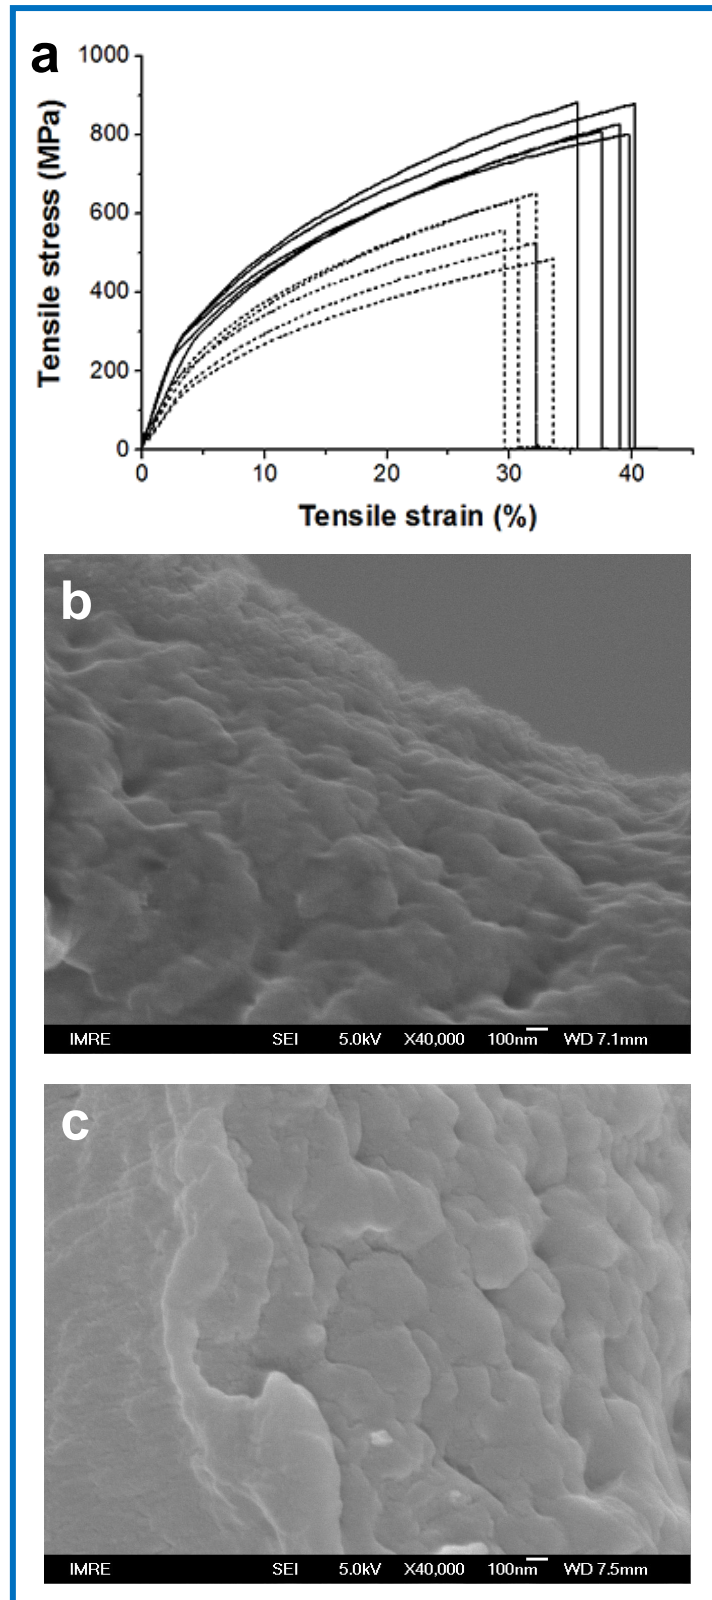 a
1000
800
600
400
200
0
Tensile stress (MPa)
0 10 20 30 40
Tensile strain (%)
b
IMRE SEI 5.0kV X40,000 100nm WD 7.1mm
c
IMRE SEI 5.0kV X40,000 100nm WD 7.5mm